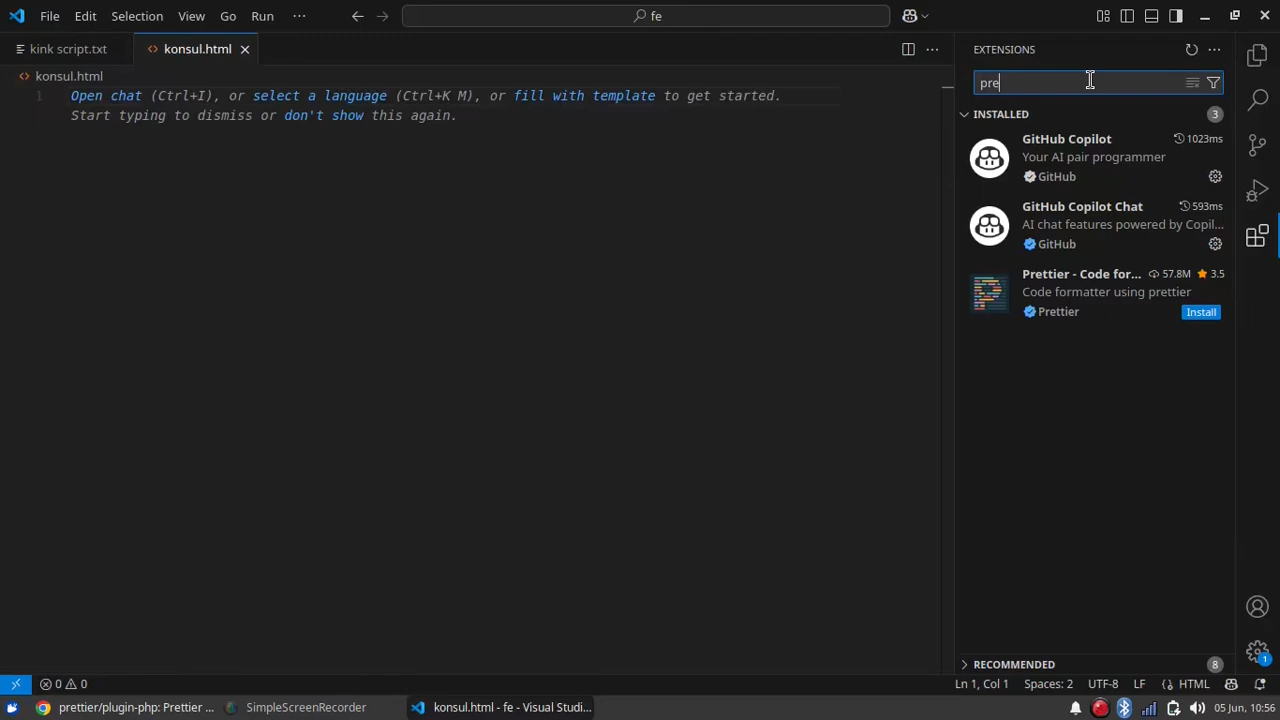 File Edit Selection View Go Run ··· fe
kink script.txt konsul.html
konsul.html
1 Open chat (Ctrl+I), or select a language (Ctrl+K M), or fill with template to get started.
Start typing to dismiss or don't show this again.
EXTENSIONS
pre
INSTALLED 3
GitHub Copilot 1023ms
Your AI pair programmer
GitHub
GitHub Copilot Chat 593ms
AI chat features powered by Copil...
GitHub
Prettier - Code for... 57.8M 3.5
Code formatter using prettier
Prettier Install
RECOMMENDED 8
1
0 0 Ln 1, Col 1 Spaces: 2 UTF-8 LF {} HTML
prettier/plugin-php: Prettier ... SimpleScreenRecorder konsul.html - fe - Visual Studi... 05 Jun, 10:56